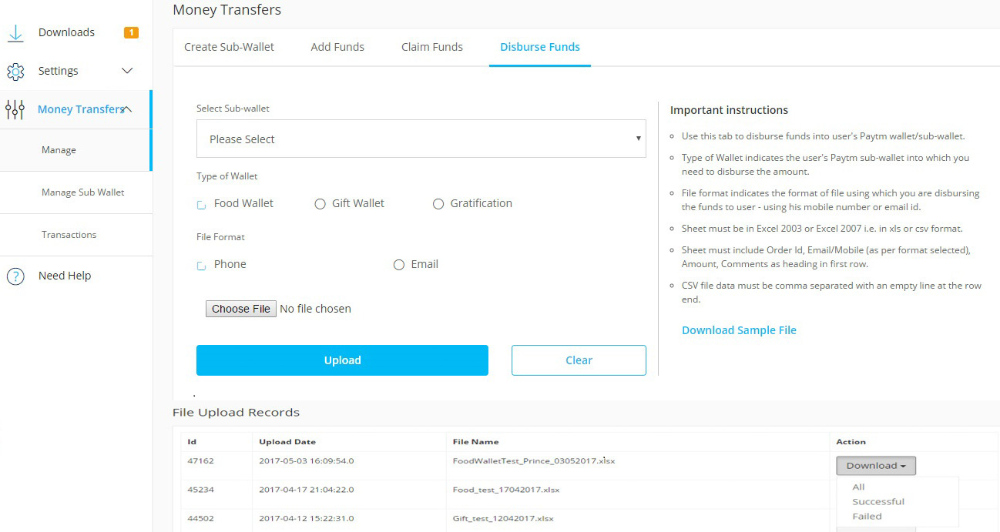 Money Transfers
Downloads
1
Settings
Money Transfers
Manage
Manage Sub Wallet
Transactions
? Need Help
Create Sub-Wallet Add Funds Claim Funds Disburse Funds
Select Sub-wallet
Please Select
Type of Wallet
Food Wallet Gift Wallet Gratification
File Format
Phone Email
Choose File No file chosen
Upload Clear
.
Important instructions
Use this tab to disburse funds into user's Paytm wallet/sub-wallet.
Type of Wallet indicates the user's Paytm sub-wallet into which you
need to disburse the amount.
File format indicates the format of file using which you are disbursing
the funds to user - using his mobile number or email id.
Sheet must be in Excel 2003 or Excel 2007 i.e. in xls or csv format.
Sheet must include Order Id, Email/Mobile (as per format selected),
Amount, Comments as heading in first row.
CSV file data must be comma separated with an empty line at the row
end.
Download Sample File
File Upload Records
Id Upload Date File Name Action
47162 2017-05-03 16:09:54.0 FoodWalletTest_Prince_03052017.xlsx Download
45234 2017-04-17 21:04:22.0 Food_test_17042017.xlsx
44502 2017-04-12 15:22:31.0 Gift_test_12042017.xlsx
All
Successful
Failed